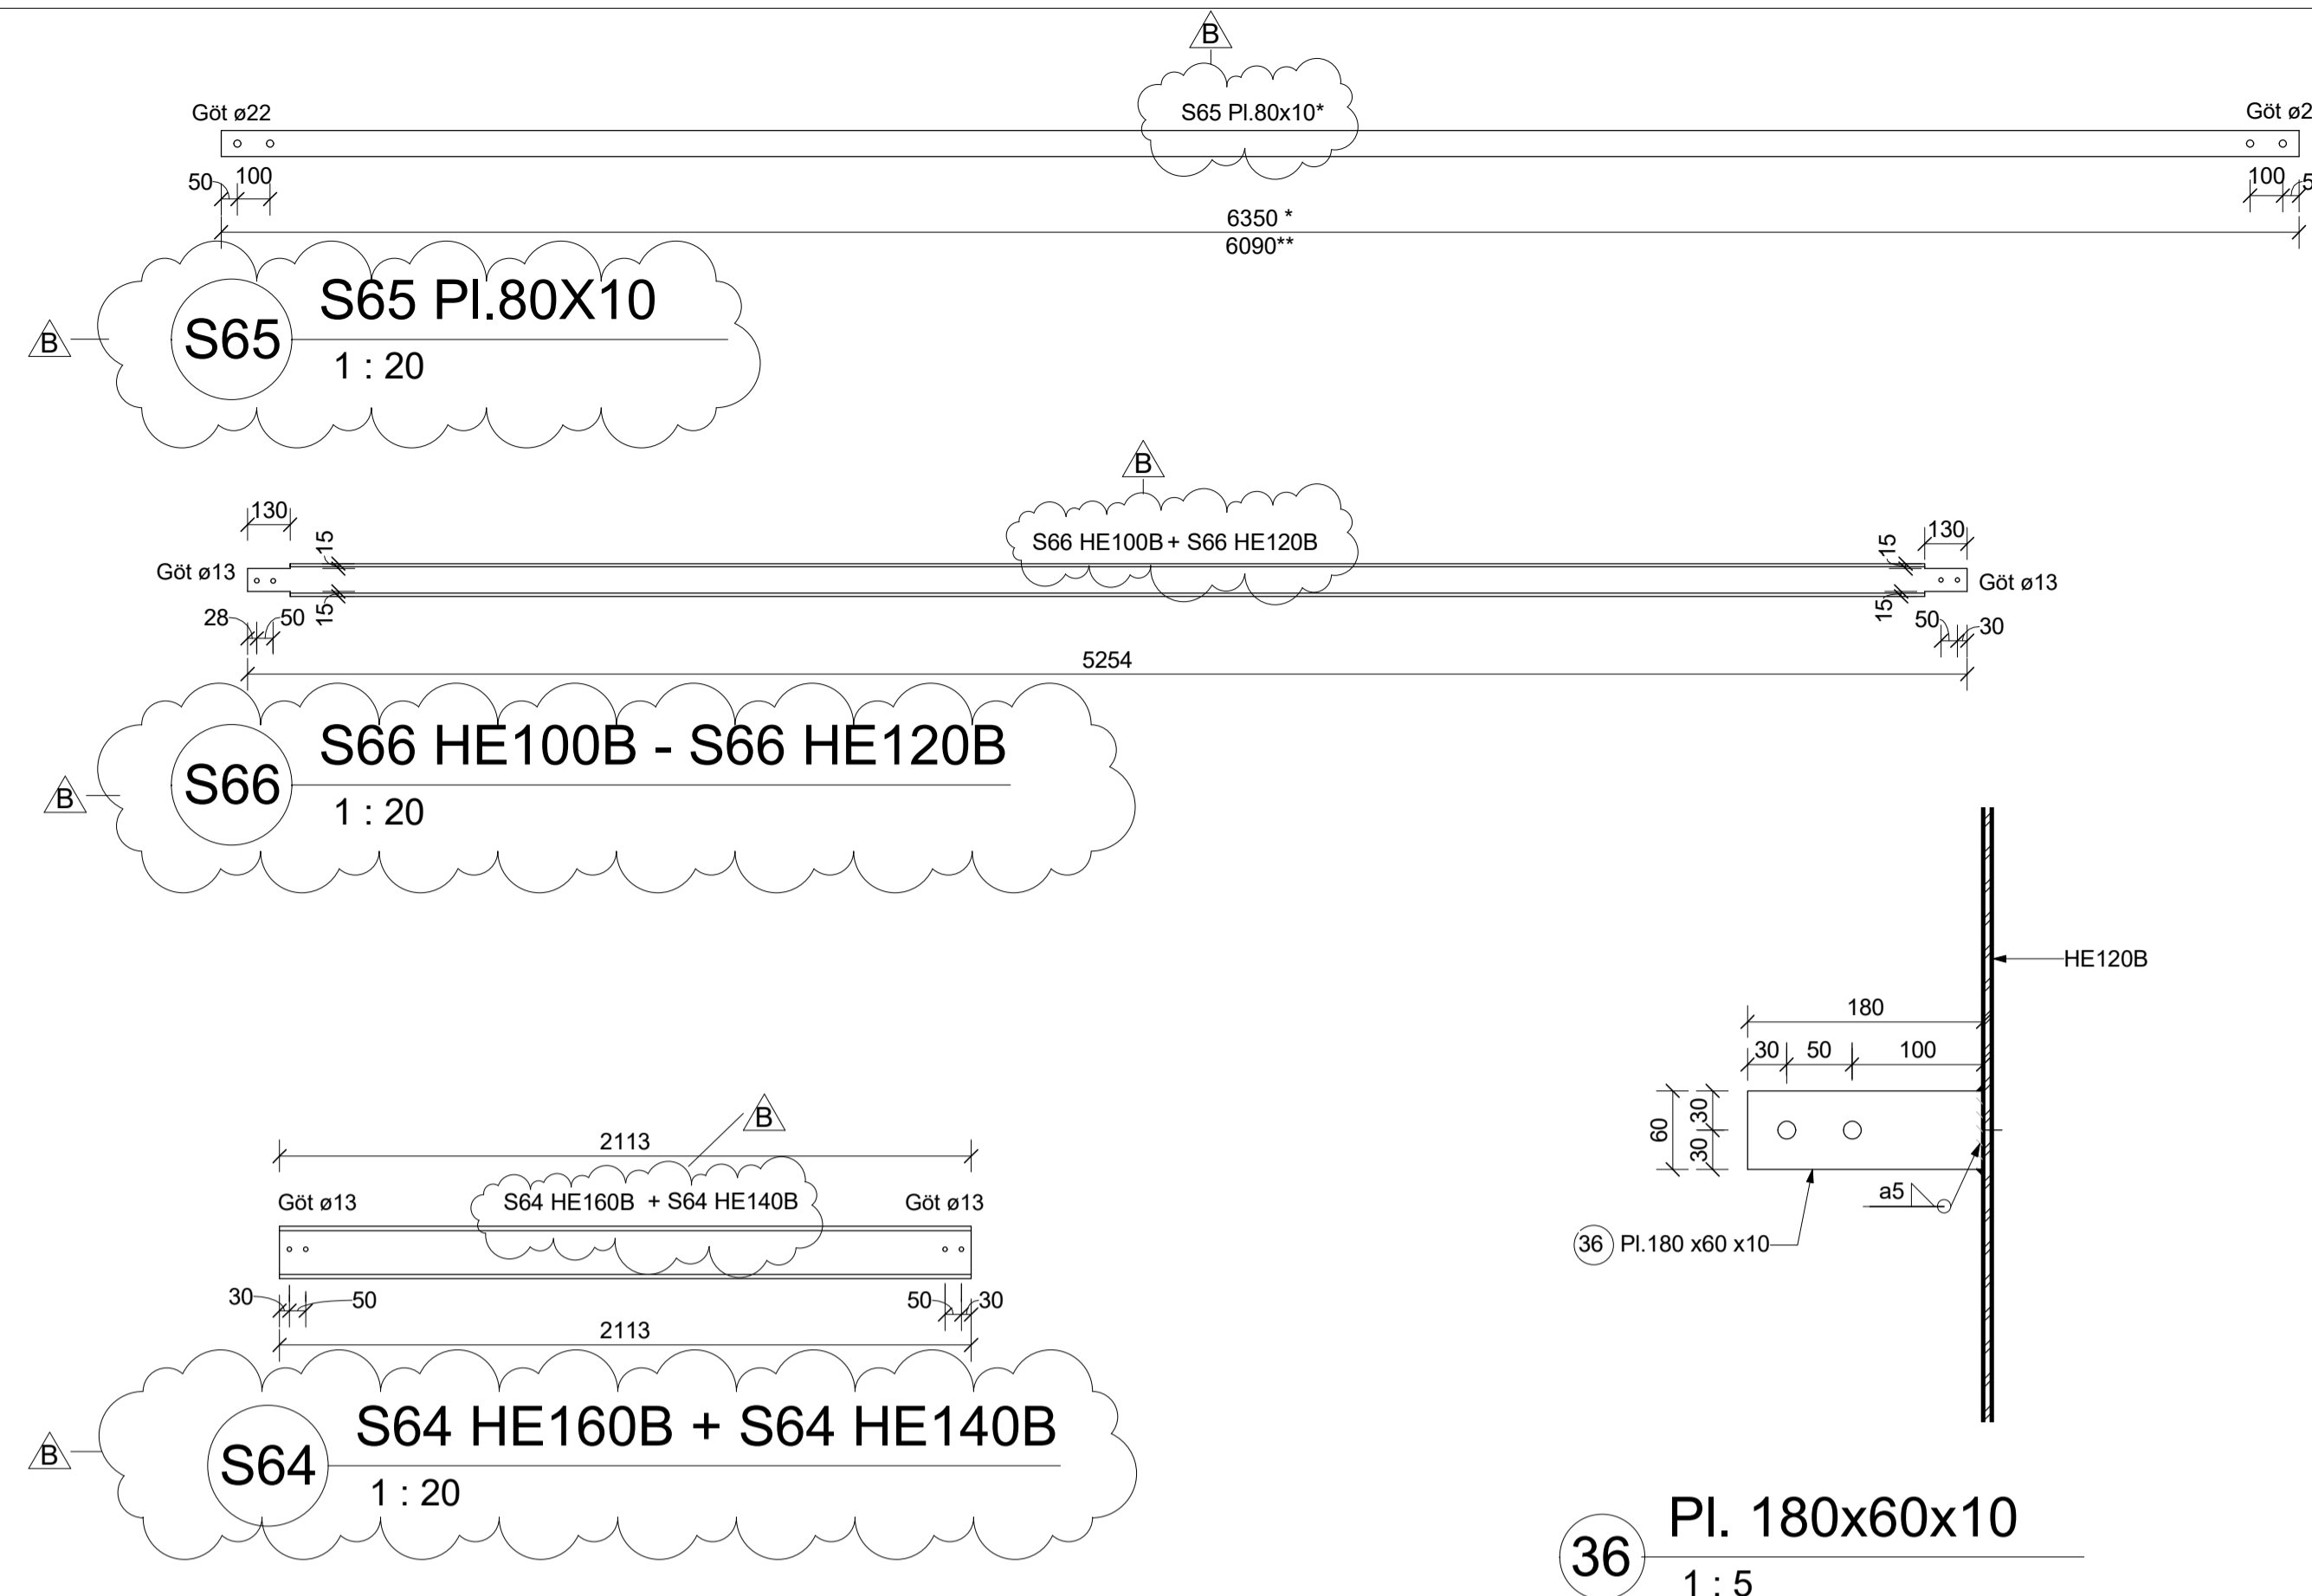 B
S65 Pl.80x10*
Göt ø22
50
100
100
6350 *
6090**
B
S65
S65 Pl.80X10
1 : 20
B
S66 HE100B + S66 HE120B
130
15
130
15
Göt ø13
Göt ø13
28
50
15
15
50
30
5254
B
S66
S66 HE100B - S66 HE120B
1 : 20
HE120B
180
30
50
100
60
30
30
a5
36 Pl.180 x60 x10
B
2113
S64 HE160B + S64 HE140B
Göt ø13
Göt ø13
30
50
50
30
2113
B
S64
S64 HE160B + S64 HE140B
1 : 20
36
Pl. 180x60x10
1 : 5